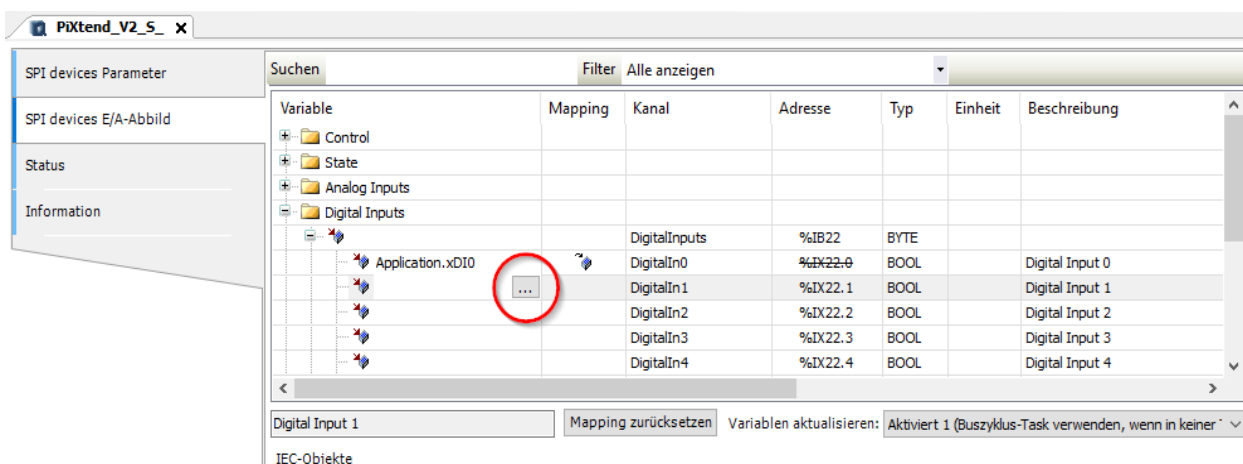 PiXtend_V2_S_ X
SPI devices Parameter
SPI devices E/A-Abbild
Status
Information
Suchen Filter Alle anzeigen
Variable Mapping Kanal Adresse Typ Einheit Beschreibung
Control
State
Analog Inputs
Digital Inputs
DigitalInputs %IB22 BYTE
Application.xDI0 DigitalIn0 %IX22.0 BOOL Digital Input 0
... DigitalIn1 %IX22.1 BOOL Digital Input 1
DigitalIn2 %IX22.2 BOOL Digital Input 2
DigitalIn3 %IX22.3 BOOL Digital Input 3
DigitalIn4 %IX22.4 BOOL Digital Input 4
Digital Input 1 Mapping zurücksetzen Variablen aktualisieren: Aktiviert 1 (Buszyklus-Task verwenden, wenn in keiner
IEC-Objekte